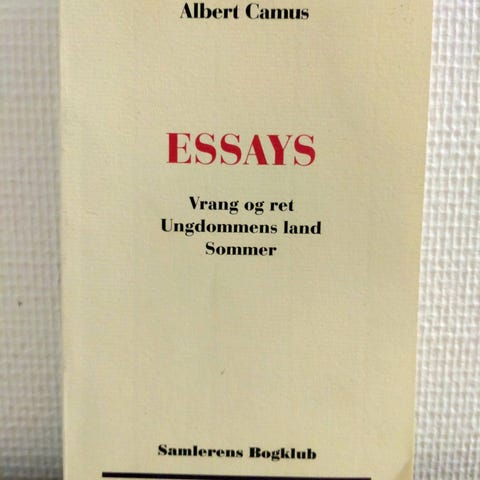 Albert Camus
ESSAYS
Vrang og ret
Ungdommens land
Sommer
Samlerens Bogklub